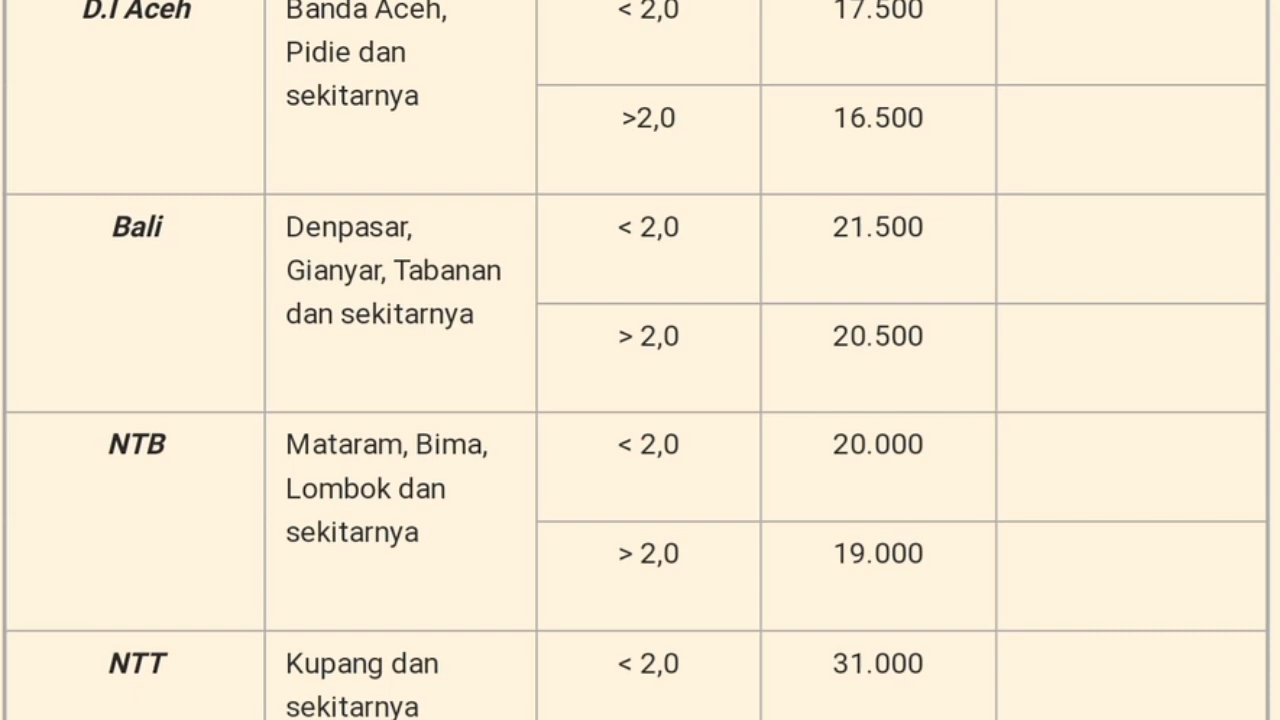 D.I Aceh
Banda Aceh,
Pidie dan
sekitarnya
< 2,0
17.500
>2,0
16.500
Bali
Denpasar,
Gianyar, Tabanan
dan sekitarnya
< 2,0
21.500
> 2,0
20.500
NTB
Mataram, Bima,
Lombok dan
sekitarnya
< 2,0
20.000
> 2,0
19.000
NTT
Kupang dan
sekitarnya
< 2,0
31.000